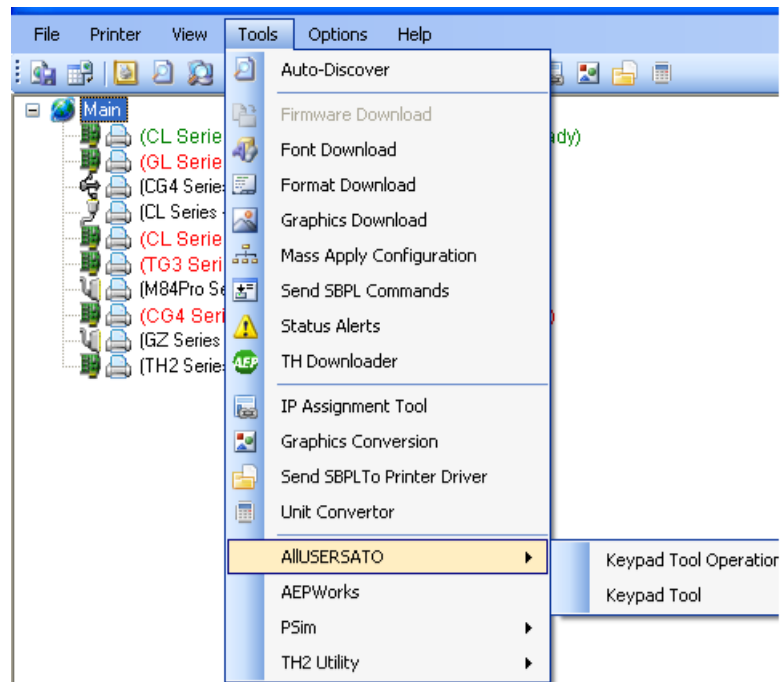 File Printer View Tools Options Help
Auto-Discover
Main
Firmware Download
(CL Serie
ady)
Font Download
(GL Serie
Format Download
(CG4 Serie
(CL Series
Graphics Download
(CL Serie
Mass Apply Configuration
(TG3 Seri
(M84Pro Se
Send SBPL Commands
(CG4 Seri
)
Status Alerts
(GZ Series
AEP TH Downloader
(TH2 Serie
IP Assignment Tool
Graphics Conversion
Send SBPLTo Printer Driver
Unit Convertor
AllUSERSATO
Keypad Tool Operation
AEPWorks
Keypad Tool
PSim
TH2 Utility